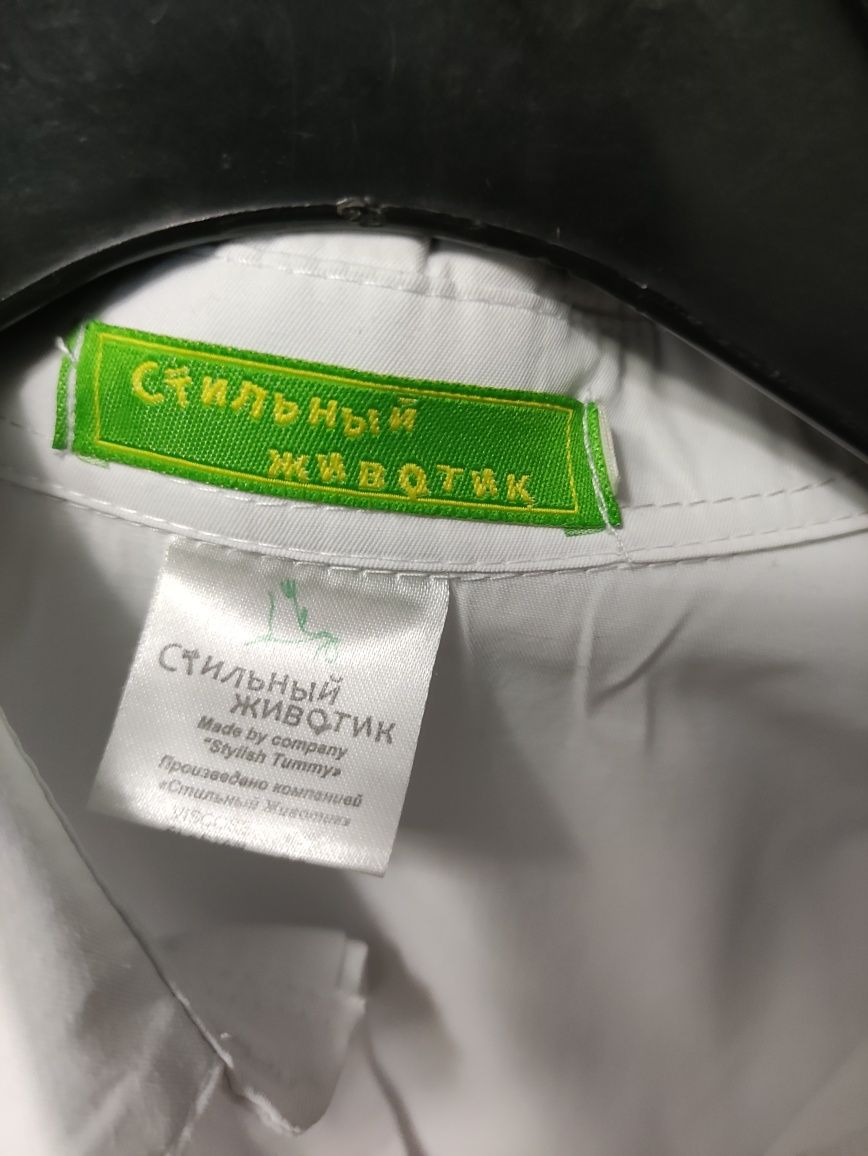 Стильный
животик
Стильный
животик
Made by company
"Stylish Tummy»
Произведено компанией
«Стильный Животик»